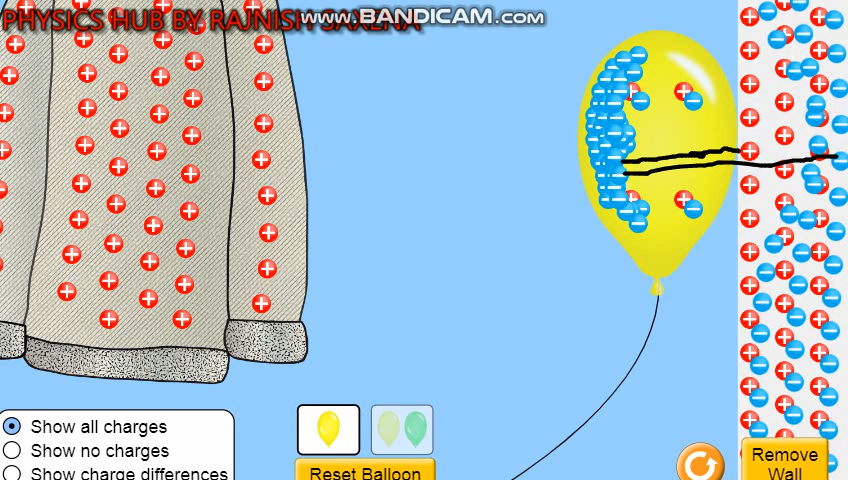 PHYSICS HUB BY RAJNISH SAXENA
www.BANDICAM.com
Show all charges
Show no charges
Show charge differences
Reset Balloon
Remove
Wall